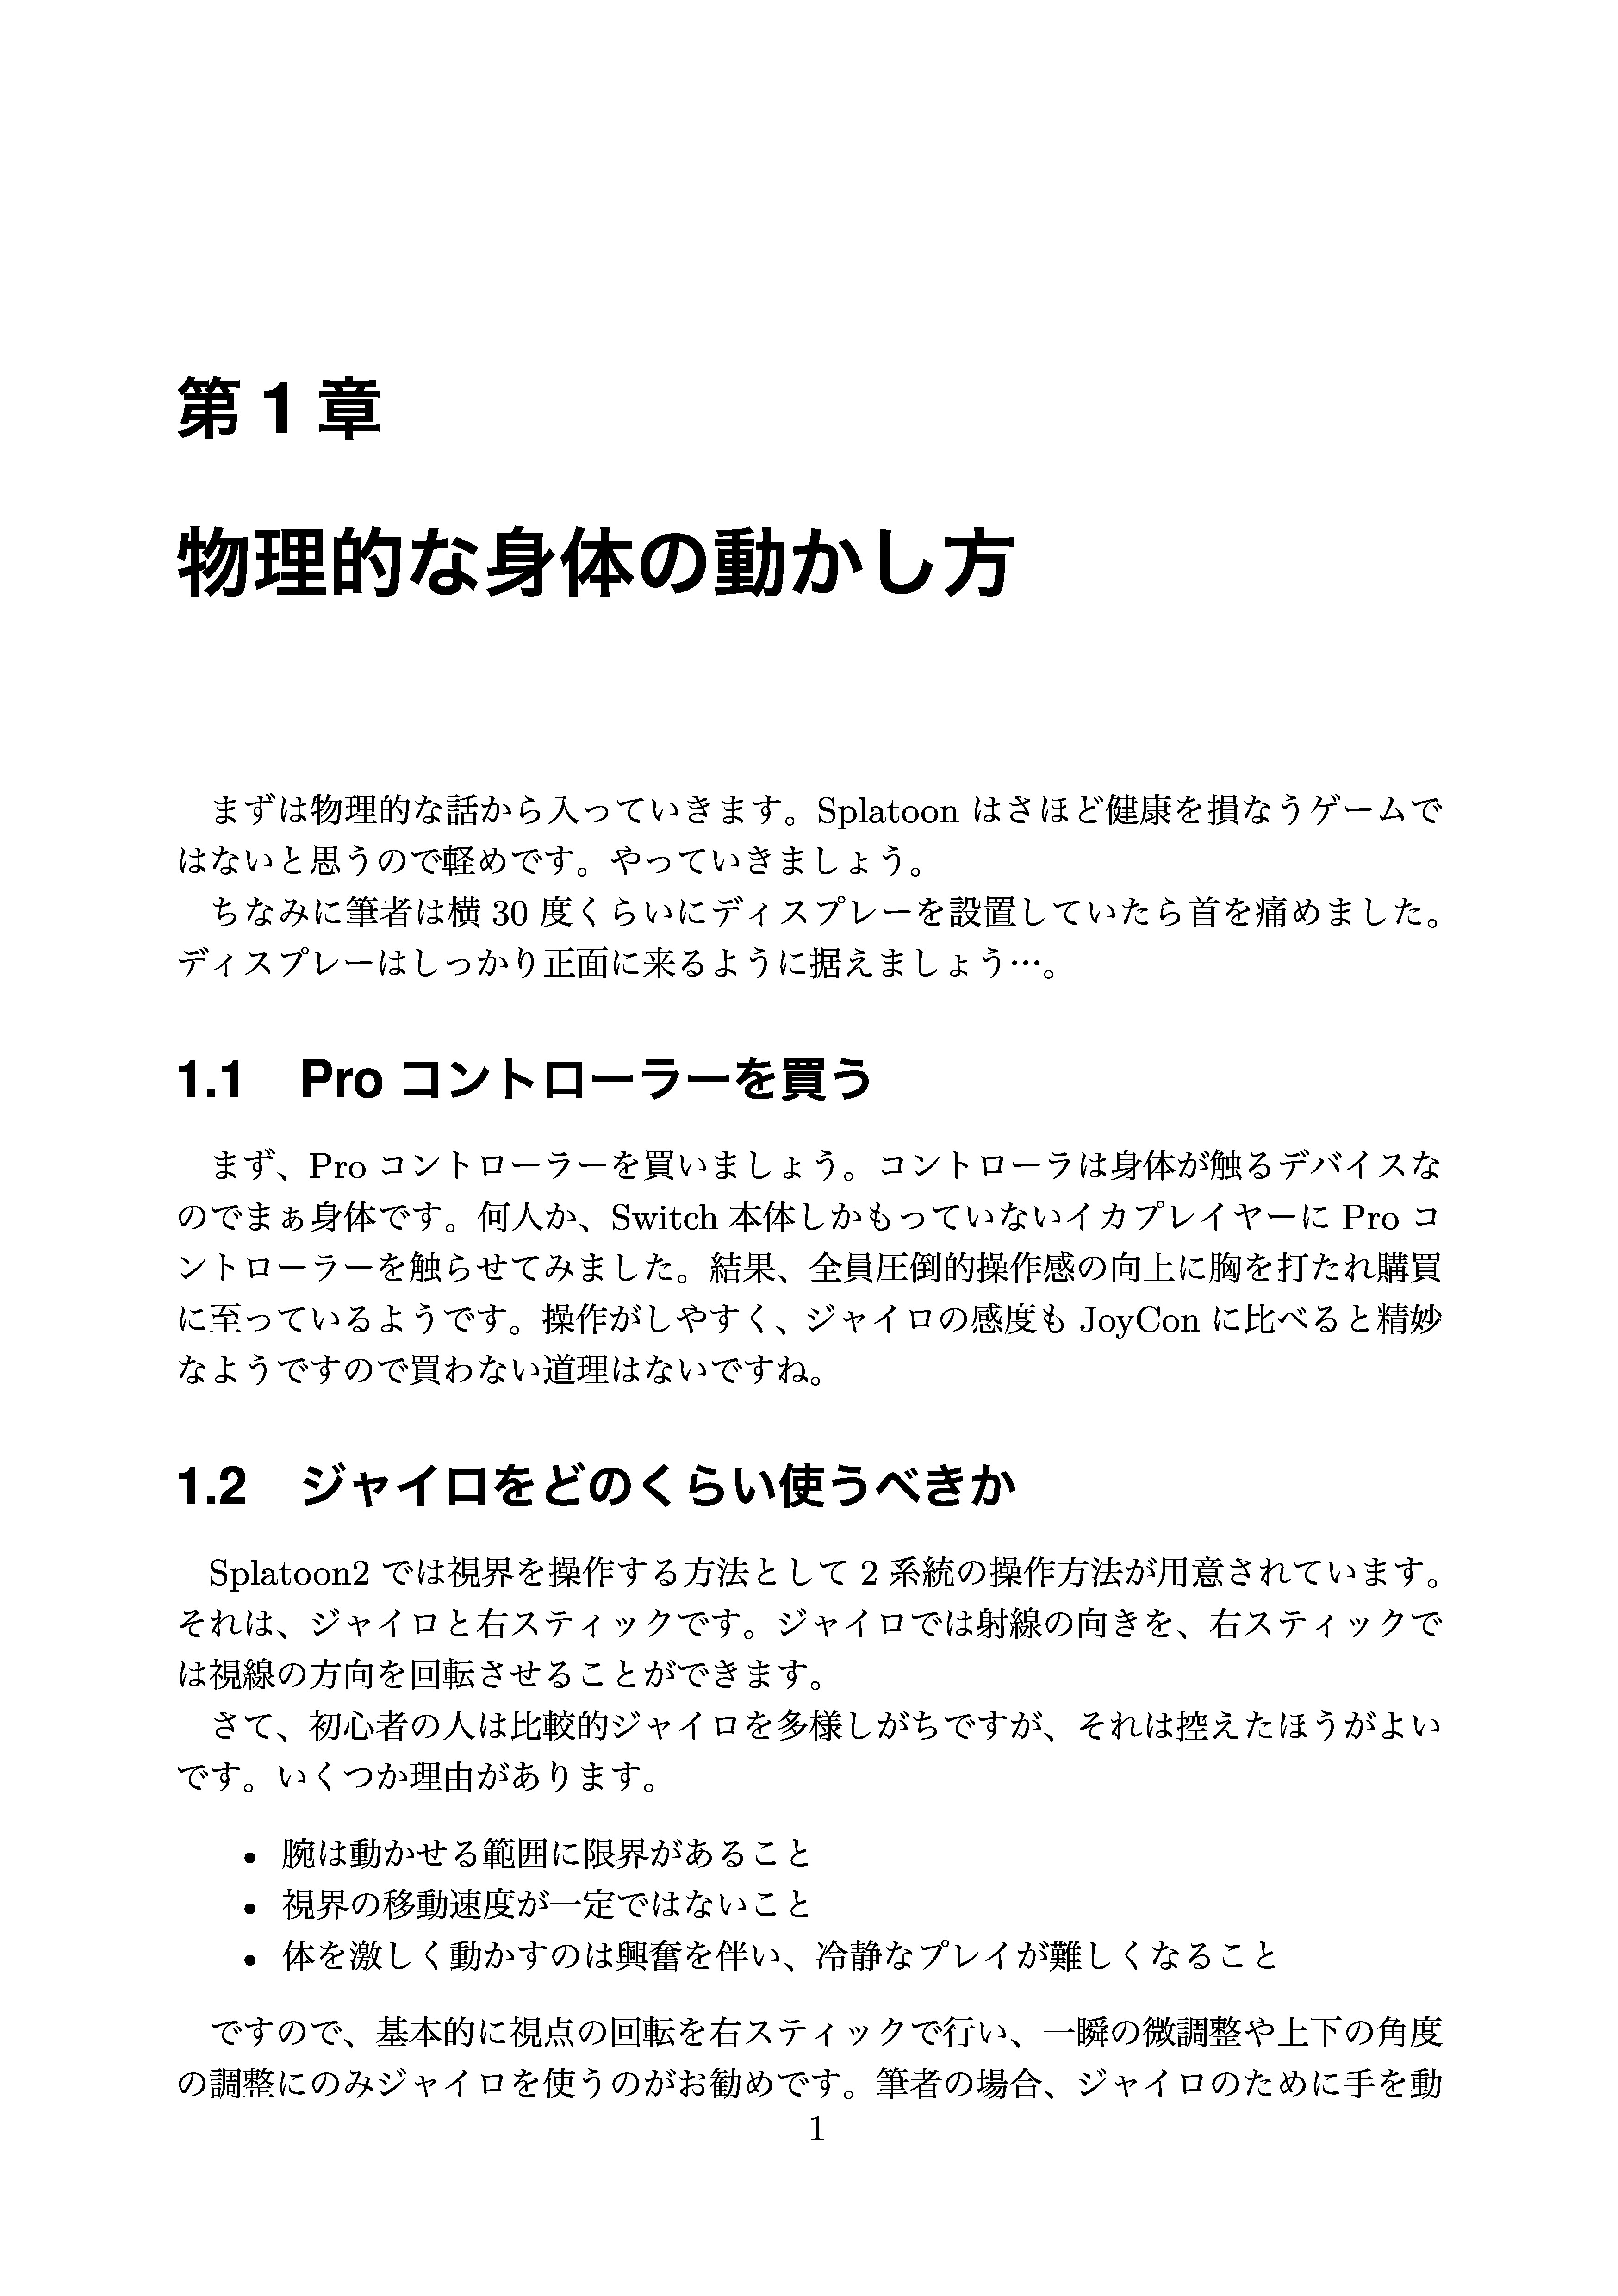 第 1 章
物理的な身体の動かし方
まずは物理的な話から入っていきます。Splatoon はさほど健康を損なうゲームで
はないと思うので軽めです。やっていきましょう。
ちなみに筆者は横 30 度くらいにディスプレーを設置していたら首を痛めました。
ディスプレーはしっかり正面に来るように据えましょう…。
1.1 Pro コントローラーを買う
まず、Pro コントローラーを買いましょう。コントローラは身体が触るデバイスな
のでまぁ身体です。何人か、Switch 本体しかもっていないイカプレイヤーに Pro コ
ントローラーを触らせてみました。結果、全員圧倒的操作感の向上に胸を打たれ購買
に至っているようです。操作がしやすく、ジャイロの感度も JoyCon に比べると精妙
なようですので買わない道理はないですね。
1.2 ジャイロをどのくらい使うべきか
Splatoon2 では視界を操作する方法として 2 系統の操作方法が用意されています。
それは、ジャイロと右スティックです。ジャイロでは射線の向きを、右スティックで
は視線の方向を回転させることができます。
さて、初心者の人は比較的ジャイロを多様しがちですが、それは控えたほうがよい
です。いくつか理由があります。
• 腕は動かせる範囲に限界があること
• 視界の移動速度が一定ではないこと
• 体を激しく動かすのは興奮を伴い、冷静なプレイが難しくなること
ですので、基本的に視点の回転を右スティックで行い、一瞬の微調整や上下の角度
の調整にのみジャイロを使うのがお勧めです。筆者の場合、ジャイロのために手を動
1